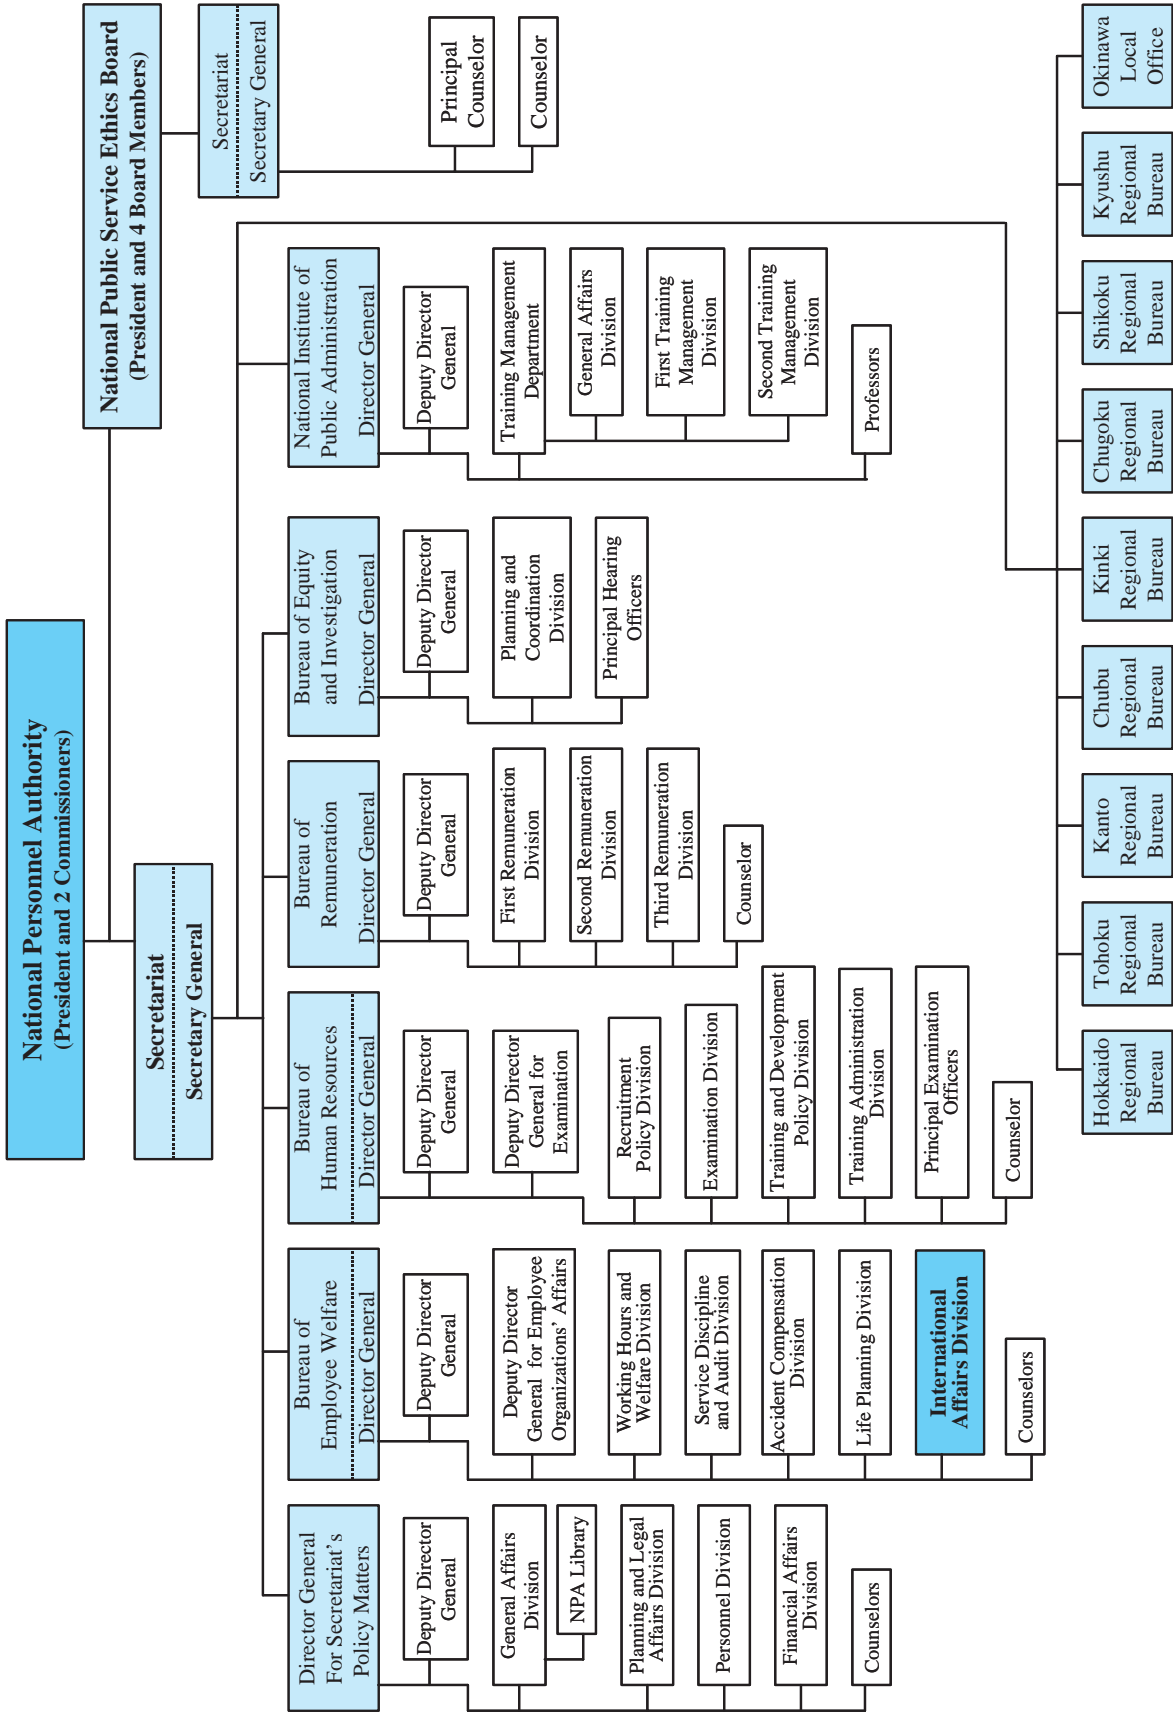 National Personnel Authority
(President and 2 Commissioners)
National Public Service Ethics Board
(President and 4 Board Members)
Secretariat
Secretary General
Secretariat
Secretary General
Principal
Counselor
Counselor
Director General
For Secretariat's
Policy Matters
Deputy Director
General
General Affairs
Division
NPA Library
Planning and Legal
Affairs Division
Personnel Division
Financial Affairs
Division
Counselors
Bureau of
Employee Welfare
Director General
Deputy Director
General
Deputy Director
General for Employee
Organizations’ Affairs
Working Hours and
Welfare Division
Service Discipline
and Audit Division
Accident Compensation
Division
Life Planning Division
International
Affairs Division
Counselors
Bureau of
Human Resources
Director General
Deputy Director
General
Deputy Director
General for
Examination
Recruitment
Policy Division
Examination Division
Training and Development
Policy Division
Training Administration
Division
Principal Examination
Officers
Counselor
Bureau of
Remuneration
Director General
Deputy Director
General
First Remuneration
Division
Second Remuneration
Division
Third Remuneration
Division
Counselor
Bureau of Equity
and Investigation
Director General
Deputy Director
General
Planning and
Coordination
Division
Principal Hearing
Officers
National Institute of
Public Administration
Director General
Deputy Director
General
Training Management
Department
General Affairs
Division
First Training
Management
Division
Second Training
Management
Division
Professors
Hokkaido
Regional
Bureau
Tohoku
Regional
Bureau
Kanto
Regional
Bureau
Chubu
Regional
Bureau
Kinki
Regional
Bureau
Chugoku
Regional
Bureau
Shikoku
Regional
Bureau
Kyushu
Regional
Bureau
Okinawa
Local
Office